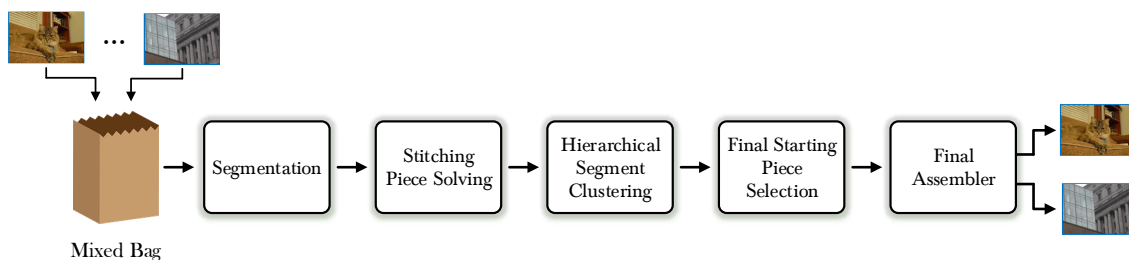 ...
Mixed Bag
Segmentation
Stitching
Piece Solving
Hierarchical
Segment
Clustering
Final Starting
Piece
Selection
Final
Assembler